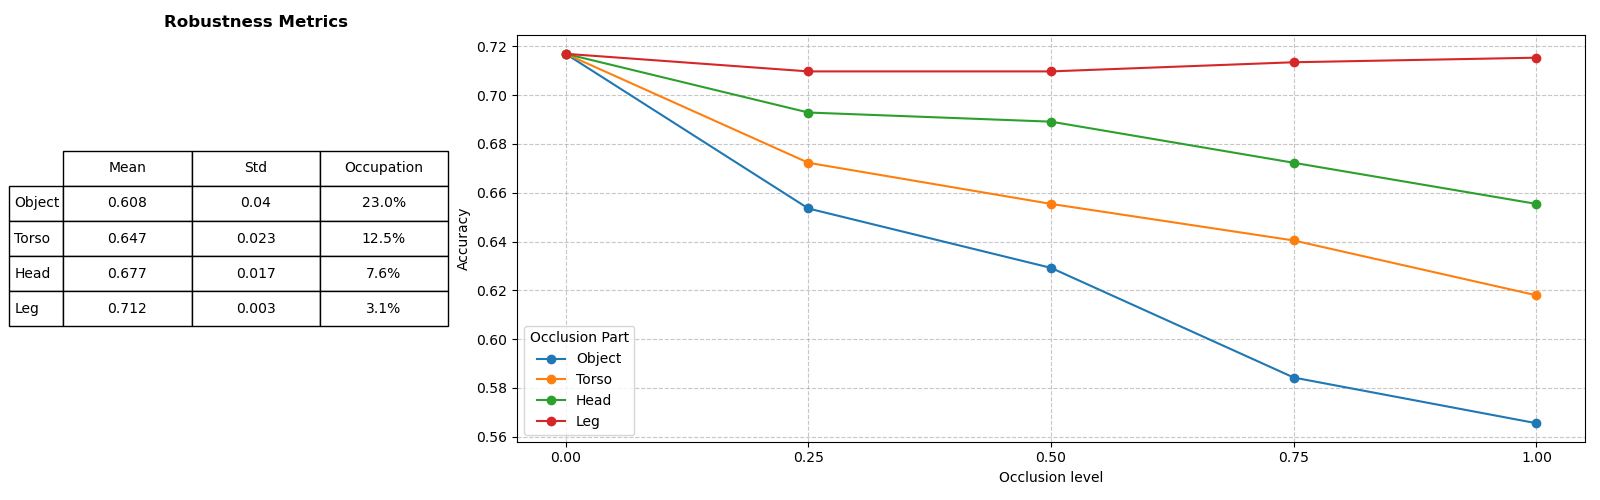 Robustness Metrics
Mean Std Occupation
Object 0.608 0.04 23.0%
Torso 0.647 0.023 12.5%
Head 0.677 0.017 7.6%
Leg 0.712 0.003 3.1%
Accuracy
0.72
0.70
0.68
0.66
0.64
0.62
0.60
0.58
0.56
Occlusion Part
Object
Torso
Head
Leg
0.00 0.25 0.50 0.75 1.00
Occlusion level